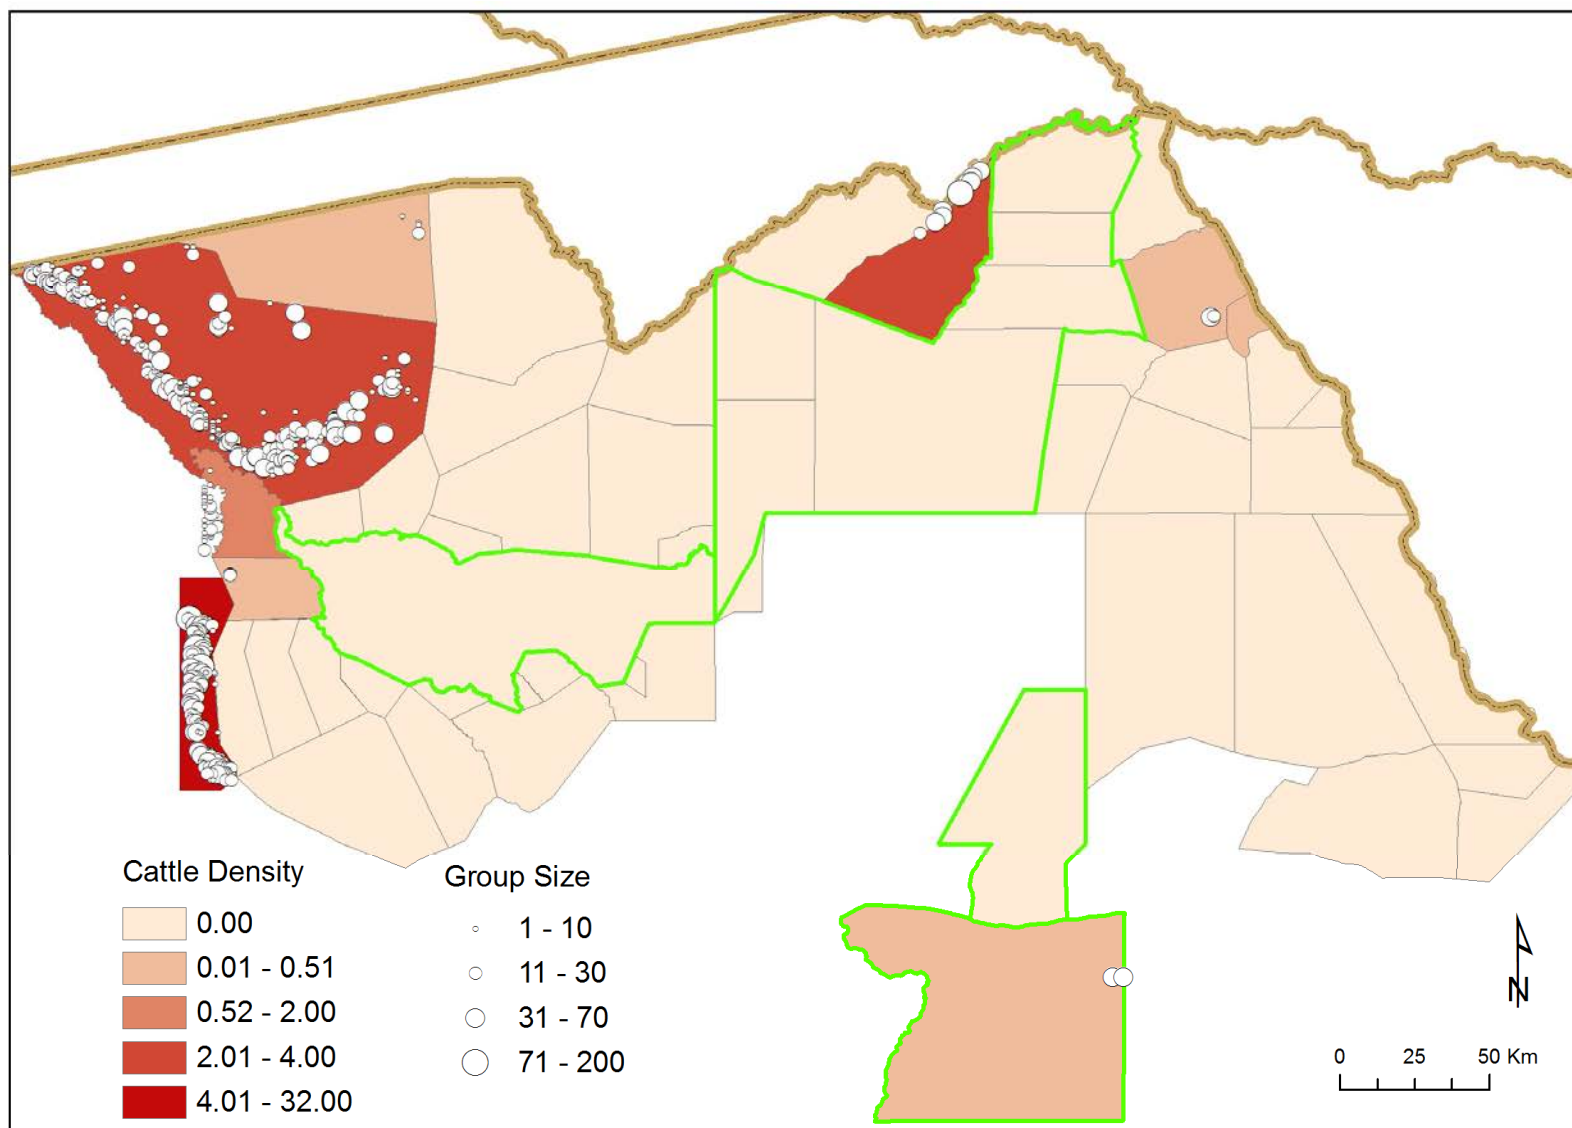 Cattle Density
0.00
0.01 - 0.51
0.52 - 2.00
2.01 - 4.00
4.01 - 32.00
Group Size
1 - 10
11 - 30
31 - 70
71 - 200
N
0 25 50 Km